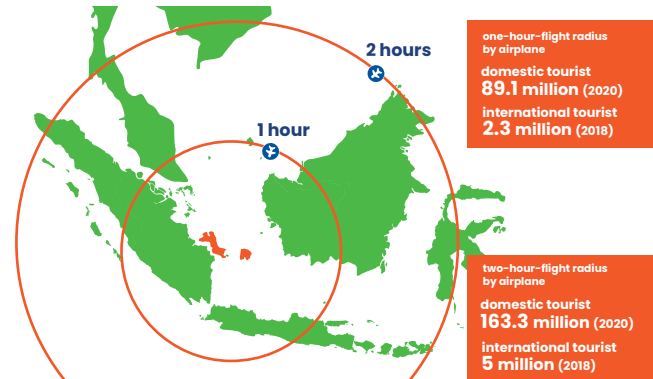 2 hours
1 hour
one-hour-flight radius
by airplane
domestic tourist
89.1 million (2020)
international tourist
2.3 million (2018)
two-hour-flight radius
by airplane
domestic tourist
163.3 million (2020)
international tourist
5 million (2018)